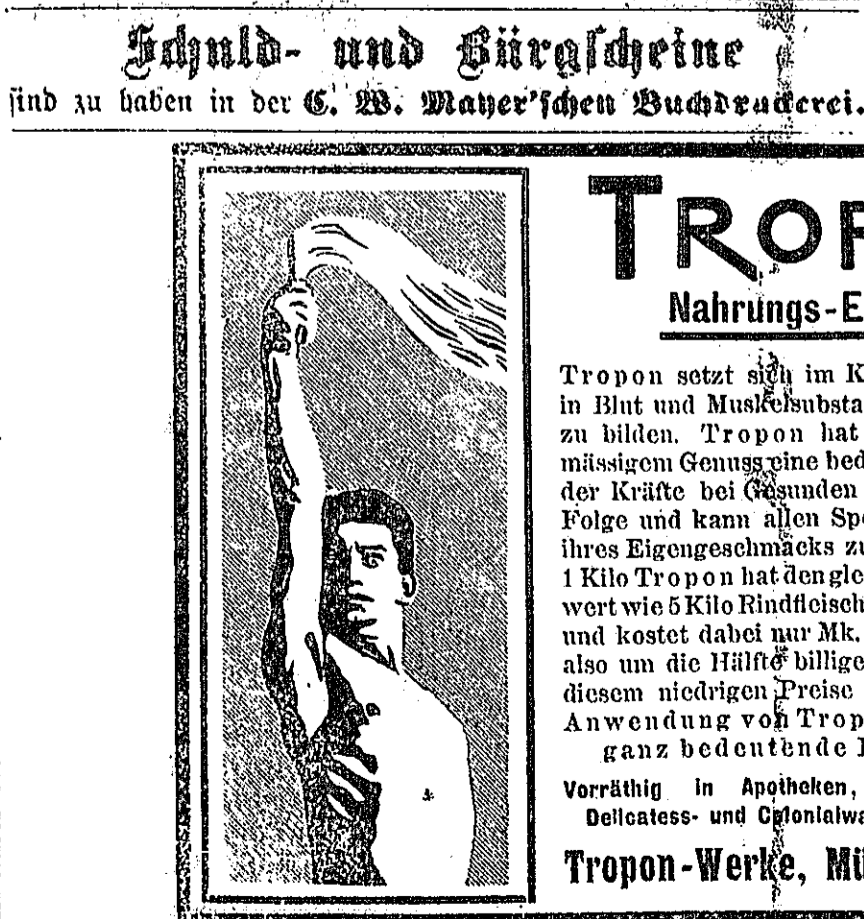 Schuld- und Bürgscheine
sind zu haben in der C. W. Mayer'schen Buchdruckerei.
TROP
Nahrungs-E
Tropon setzt sich im K
in Blut und Muskelsubsta
zu bilden. Tropon hat
mässigem Genuss eine bed
der Kräfte bei Gesunden
Folge und kann allen Spe
ihres Eigengeschmacks zu
1 Kilo Tropon hat den glei
wert wie 5 Kilo Rindfleisch
und kostet dabei nur Mk.
also um die Hälfte billige
diesem niedrigen Preise
Anwendung von Trop
ganz bedeutende E
Vorräthig in Apotheken,
Delicatess- und Colonialwa
Tropon-Werke, Mü